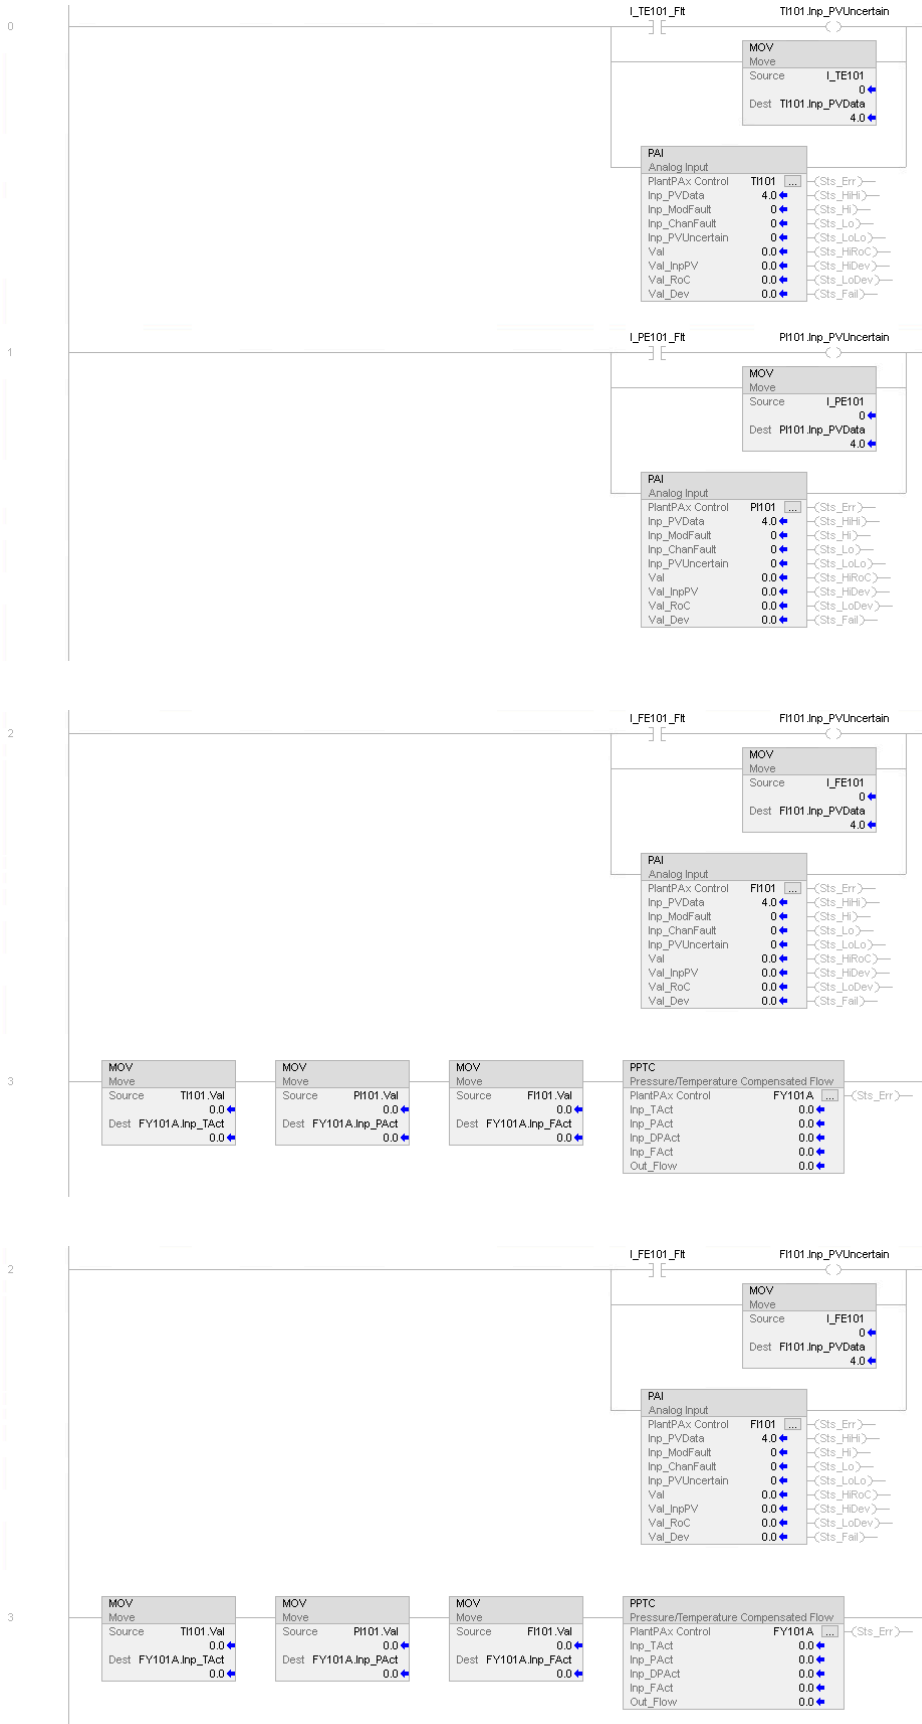 I_TE101_Flt TI101.Inp_PVUncertain
0
MOV
Move
Source I_TE101
0
Dest TI101.Inp_PVData
4.0
PAI
Analog Input
PlantPAx Control TI101 ... (Sts_Err)
Inp_PVData 4.0 (Sts_HiHi)
Inp_ModFault 0 (Sts_Hi)
Inp_ChanFault 0 (Sts_Lo)
Inp_PVUncertain 0 (Sts_LoLo)
Val 0.0 (Sts_HiRoC)
Val_InpPV 0.0 (Sts_HiDev)
Val_RoC 0.0 (Sts_LoDev)
Val_Dev 0.0 (Sts_Fail)
I_PE101_Flt PI101.Inp_PVUncertain
1
MOV
Move
Source I_PE101
0
Dest PI101.Inp_PVData
4.0
PAI
Analog Input
PlantPAx Control PI101 ... (Sts_Err)
Inp_PVData 4.0 (Sts_HiHi)
Inp_ModFault 0 (Sts_Hi)
Inp_ChanFault 0 (Sts_Lo)
Inp_PVUncertain 0 (Sts_LoLo)
Val 0.0 (Sts_HiRoC)
Val_InpPV 0.0 (Sts_HiDev)
Val_RoC 0.0 (Sts_LoDev)
Val_Dev 0.0 (Sts_Fail)
I_FE101_Flt FI101.Inp_PVUncertain
2
MOV
Move
Source I_FE101
0
Dest FI101.Inp_PVData
4.0
PAI
Analog Input
PlantPAx Control FI101 ... (Sts_Err)
Inp_PVData 4.0 (Sts_HiHi)
Inp_ModFault 0 (Sts_Hi)
Inp_ChanFault 0 (Sts_Lo)
Inp_PVUncertain 0 (Sts_LoLo)
Val 0.0 (Sts_HiRoC)
Val_InpPV 0.0 (Sts_HiDev)
Val_RoC 0.0 (Sts_LoDev)
Val_Dev 0.0 (Sts_Fail)
3
MOV
Move
Source TI101.Val
0.0
Dest FY101A.Inp_TAct
0.0
MOV
Move
Source PI101.Val
0.0
Dest FY101A.Inp_PAct
0.0
MOV
Move
Source FI101.Val
0.0
Dest FY101A.Inp_FAct
0.0
PPTC
Pressure/Temperature Compensated Flow
PlantPAx Control FY101A ... (Sts_Err)
Inp_TAct 0.0
Inp_PAct 0.0
Inp_DPAct 0.0
Inp_FAct 0.0
Out_Flow 0.0
I_FE101_Flt FI101.Inp_PVUncertain
2
MOV
Move
Source I_FE101
0
Dest FI101.Inp_PVData
4.0
PAI
Analog Input
PlantPAx Control FI101 ... (Sts_Err)
Inp_PVData 4.0 (Sts_HiHi)
Inp_ModFault 0 (Sts_Hi)
Inp_ChanFault 0 (Sts_Lo)
Inp_PVUncertain 0 (Sts_LoLo)
Val 0.0 (Sts_HiRoC)
Val_InpPV 0.0 (Sts_HiDev)
Val_RoC 0.0 (Sts_LoDev)
Val_Dev 0.0 (Sts_Fail)
3
MOV
Move
Source TI101.Val
0.0
Dest FY101A.Inp_TAct
0.0
MOV
Move
Source PI101.Val
0.0
Dest FY101A.Inp_PAct
0.0
MOV
Move
Source FI101.Val
0.0
Dest FY101A.Inp_FAct
0.0
PPTC
Pressure/Temperature Compensated Flow
PlantPAx Control FY101A ... (Sts_Err)
Inp_TAct 0.0
Inp_PAct 0.0
Inp_DPAct 0.0
Inp_FAct 0.0
Out_Flow 0.0